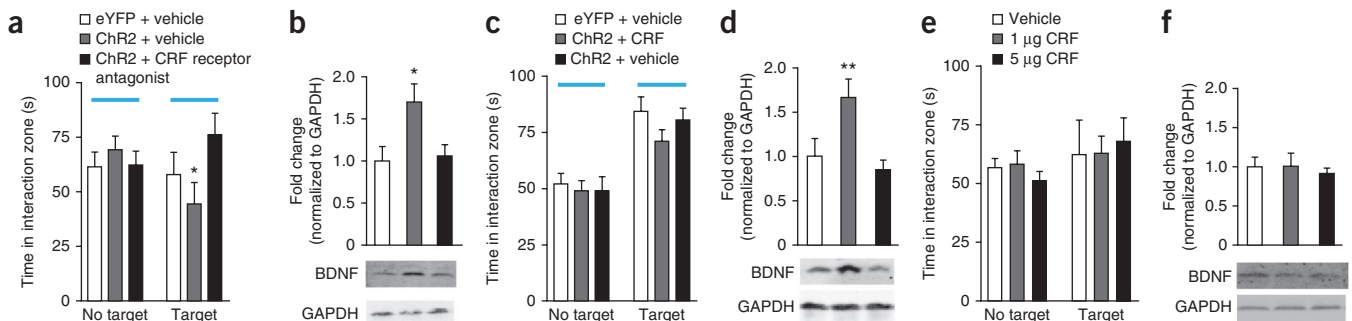 a
eYFP + vehicle
ChR2 + vehicle
ChR2 + CRF receptor
antagonist
Time in interaction zone (s)
100
75
50
25
0
*
No target
Target
b
Fold change
(normalized to GAPDH)
2.0
1.5
1.0
0.5
0
*
BDNF
GAPDH
c
eYFP + vehicle
ChR2 + CRF
ChR2 + vehicle
Time in interaction zone (s)
100
75
50
25
0
No target
Target
d
Fold change
(normalized to GAPDH)
2.0
1.5
1.0
0.5
0
**
BDNF
GAPDH
e
Vehicle
1 µg CRF
5 µg CRF
Time in interaction zone (s)
100
75
50
25
0
No target
Target
f
Fold change
(normalized to GAPDH)
2.0
1.5
1.0
0.5
0
BDNF
GAPDH